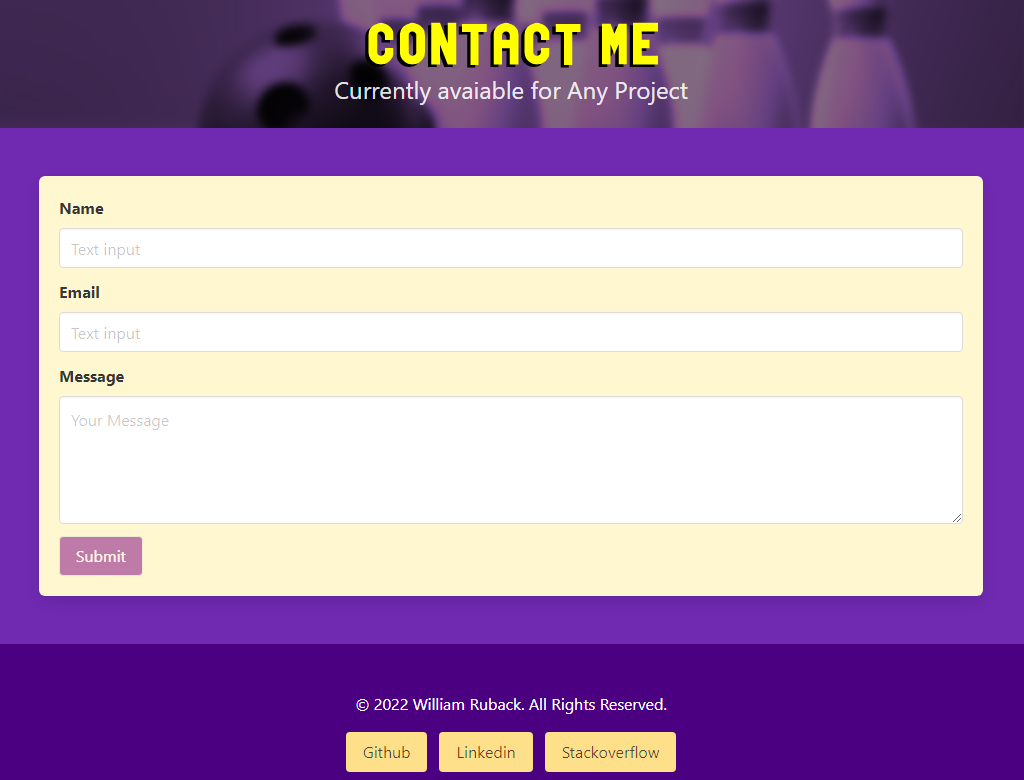 CONTACT ME
Currently avaiable for Any Project
Name
Text input
Email
Text input
Message
Your Message
Submit
© 2022 William Ruback. All Rights Reserved.
Github Linkedin Stackoverflow